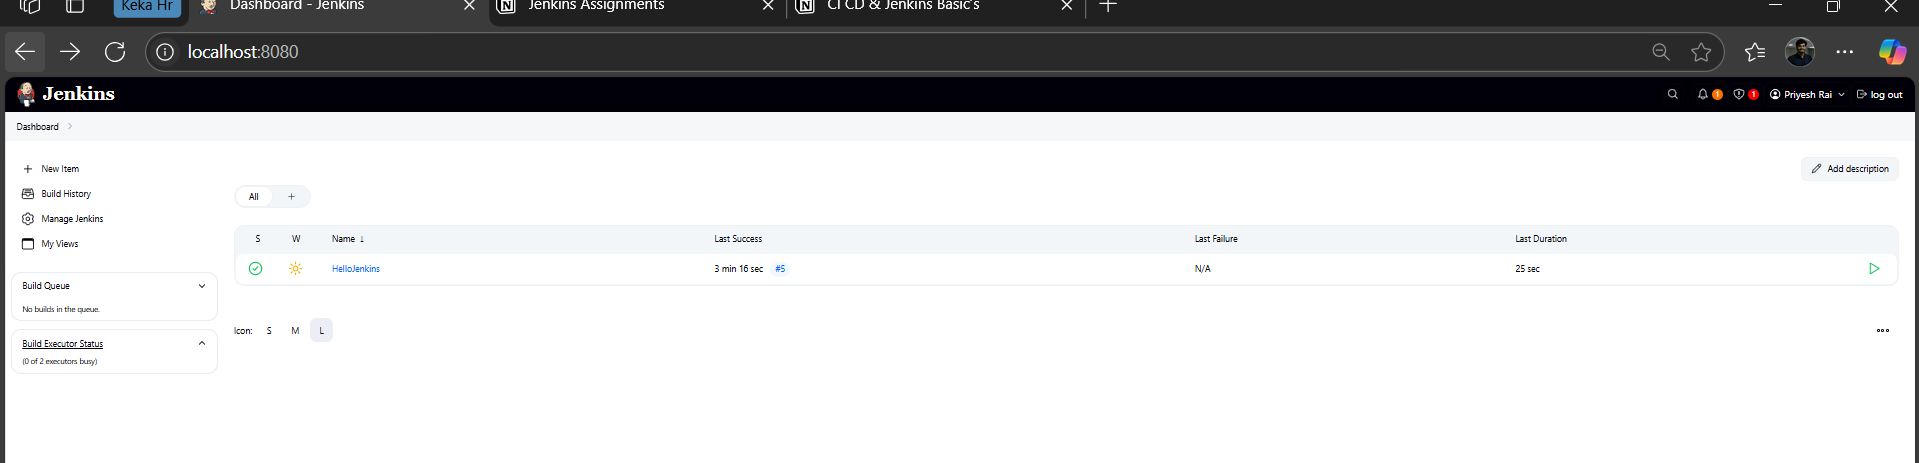 Keka Hr
Dashboard - Jenkins
Jenkins Assignments
CI CD & Jenkins Basic's
localhost:8080
Jenkins
1
1
Priyesh Rai
log out
Dashboard
New Item
Build History
Manage Jenkins
My Views
Add description
All
+
S W Name ↓ Last Success Last Failure Last Duration
HelloJenkins 3 min 16 sec #5 N/A 25 sec
Build Queue
No builds in the queue.
Build Executor Status
(0 of 2 executors busy)
Icon: S M L